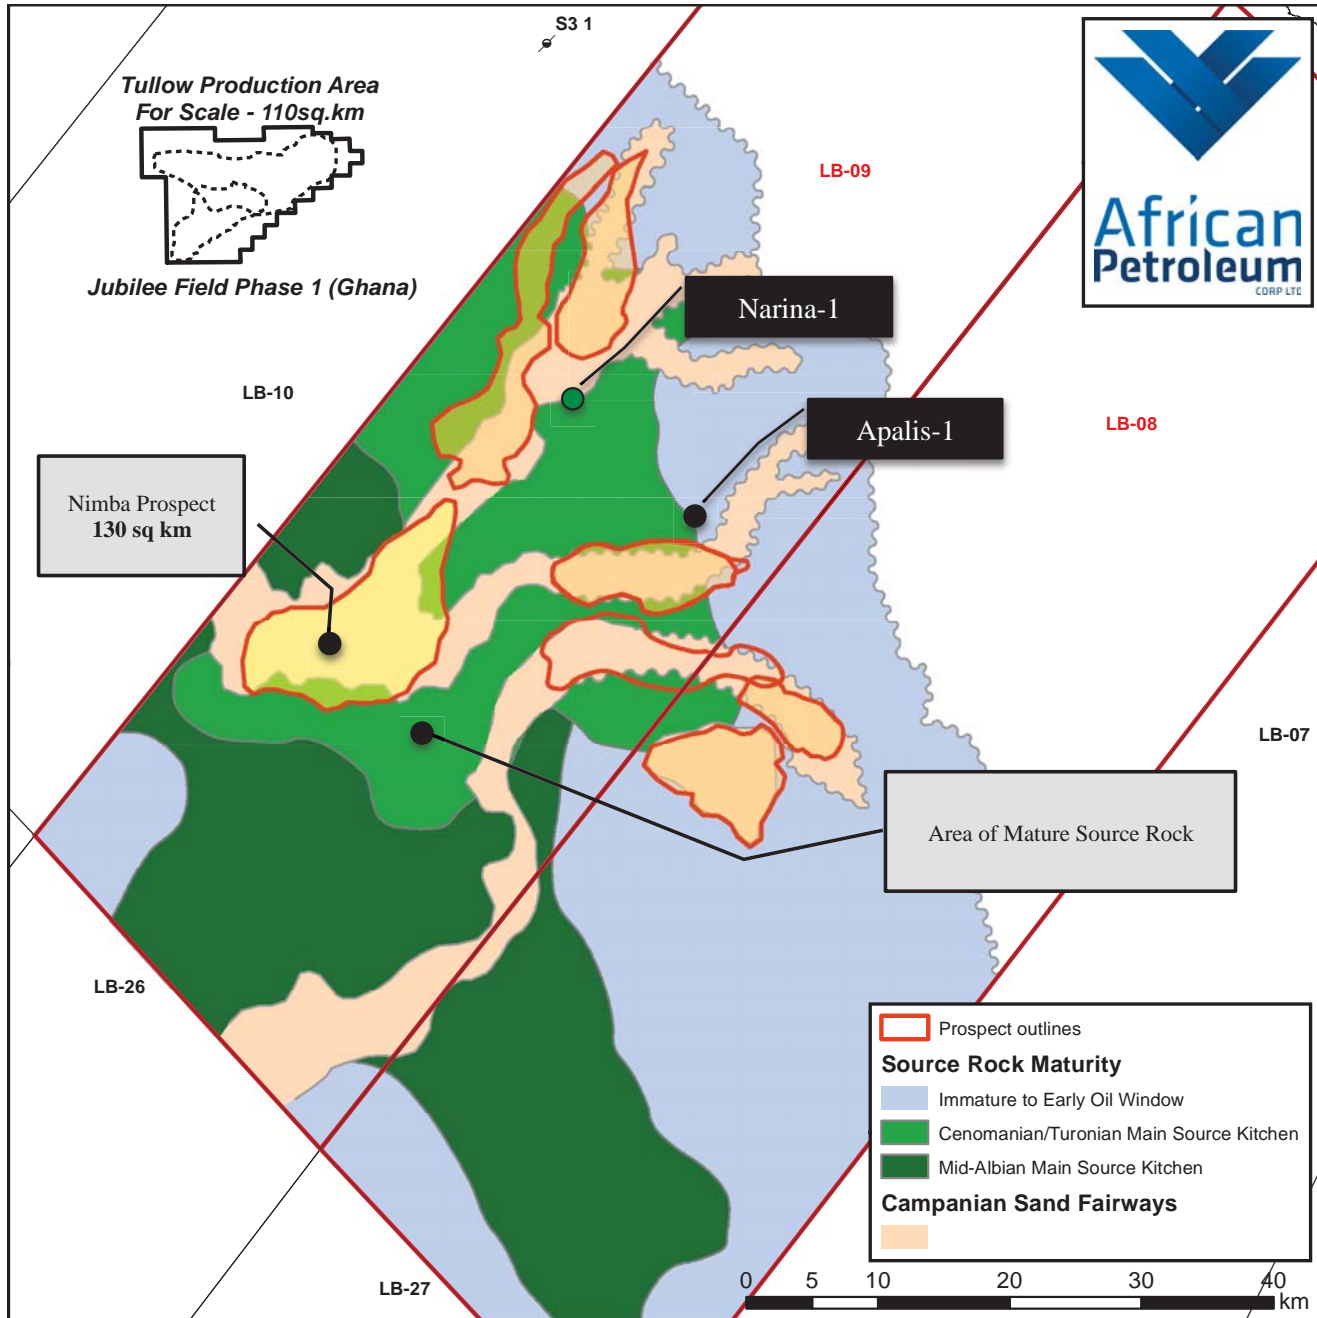 S3 1
Tullow Production Area
For Scale - 110sq.km
Jubilee Field Phase 1 (Ghana)
African
Petroleum
CORP LTD
LB-09
Narina-1
LB-10
Apalis-1
LB-08
Nimba Prospect
130 sq km
LB-07
Area of Mature Source Rock
LB-26
Prospect outlines
Source Rock Maturity
Immature to Early Oil Window
Cenomanian/Turonian Main Source Kitchen
Mid-Albian Main Source Kitchen
Campanian Sand Fairways
LB-27
0 5 10 20 30 40
km